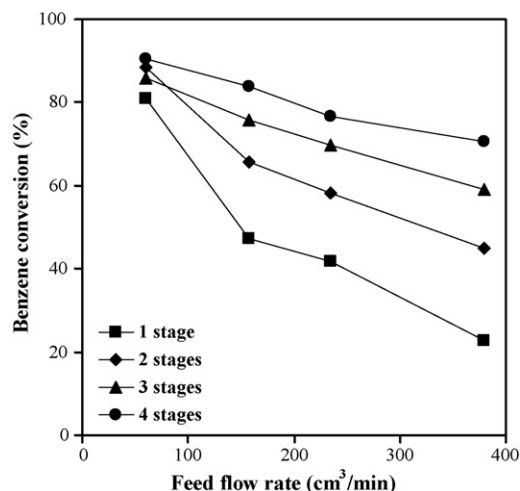 100
80
60
40
20
0
Benzene conversion (%)
1 stage
2 stages
3 stages
4 stages
0 100 200 300 400
Feed flow rate (cm³/min)